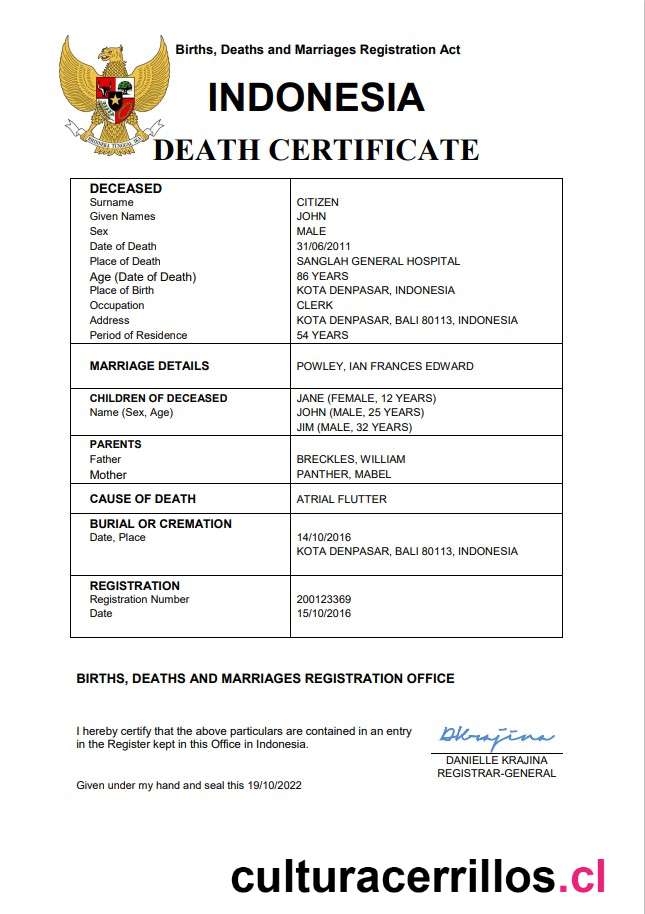 Births, Deaths and Marriages Registration Act
INDONESIA
DEATH CERTIFICATE
DECEASED
Surname CITIZEN
Given Names JOHN
Sex MALE
Date of Death 31/06/2011
Place of Death SANGLAH GENERAL HOSPITAL
Age (Date of Death) 86 YEARS
Place of Birth KOTA DENPASAR, INDONESIA
Occupation CLERK
Address KOTA DENPASAR, BALI 80113, INDONESIA
Period of Residence 54 YEARS
MARRIAGE DETAILS POWLEY, IAN FRANCES EDWARD
CHILDREN OF DECEASED JANE (FEMALE, 12 YEARS)
Name (Sex, Age) JOHN (MALE, 25 YEARS)
JIM (MALE, 32 YEARS)
PARENTS
Father BRECKLES, WILLIAM
Mother PANTHER, MABEL
CAUSE OF DEATH ATRIAL FLUTTER
BURIAL OR CREMATION
Date, Place 14/10/2016
KOTA DENPASAR, BALI 80113, INDONESIA
REGISTRATION
Registration Number 200123369
Date 15/10/2016
BIRTHS, DEATHS AND MARRIAGES REGISTRATION OFFICE
I hereby certify that the above particulars are contained in an entry
in the Register kept in this Office in Indonesia.
DKrajina
DANIELLE KRAJINA
REGISTRAR-GENERAL
Given under my hand and seal this 19/10/2022
culturacerrillos.cl